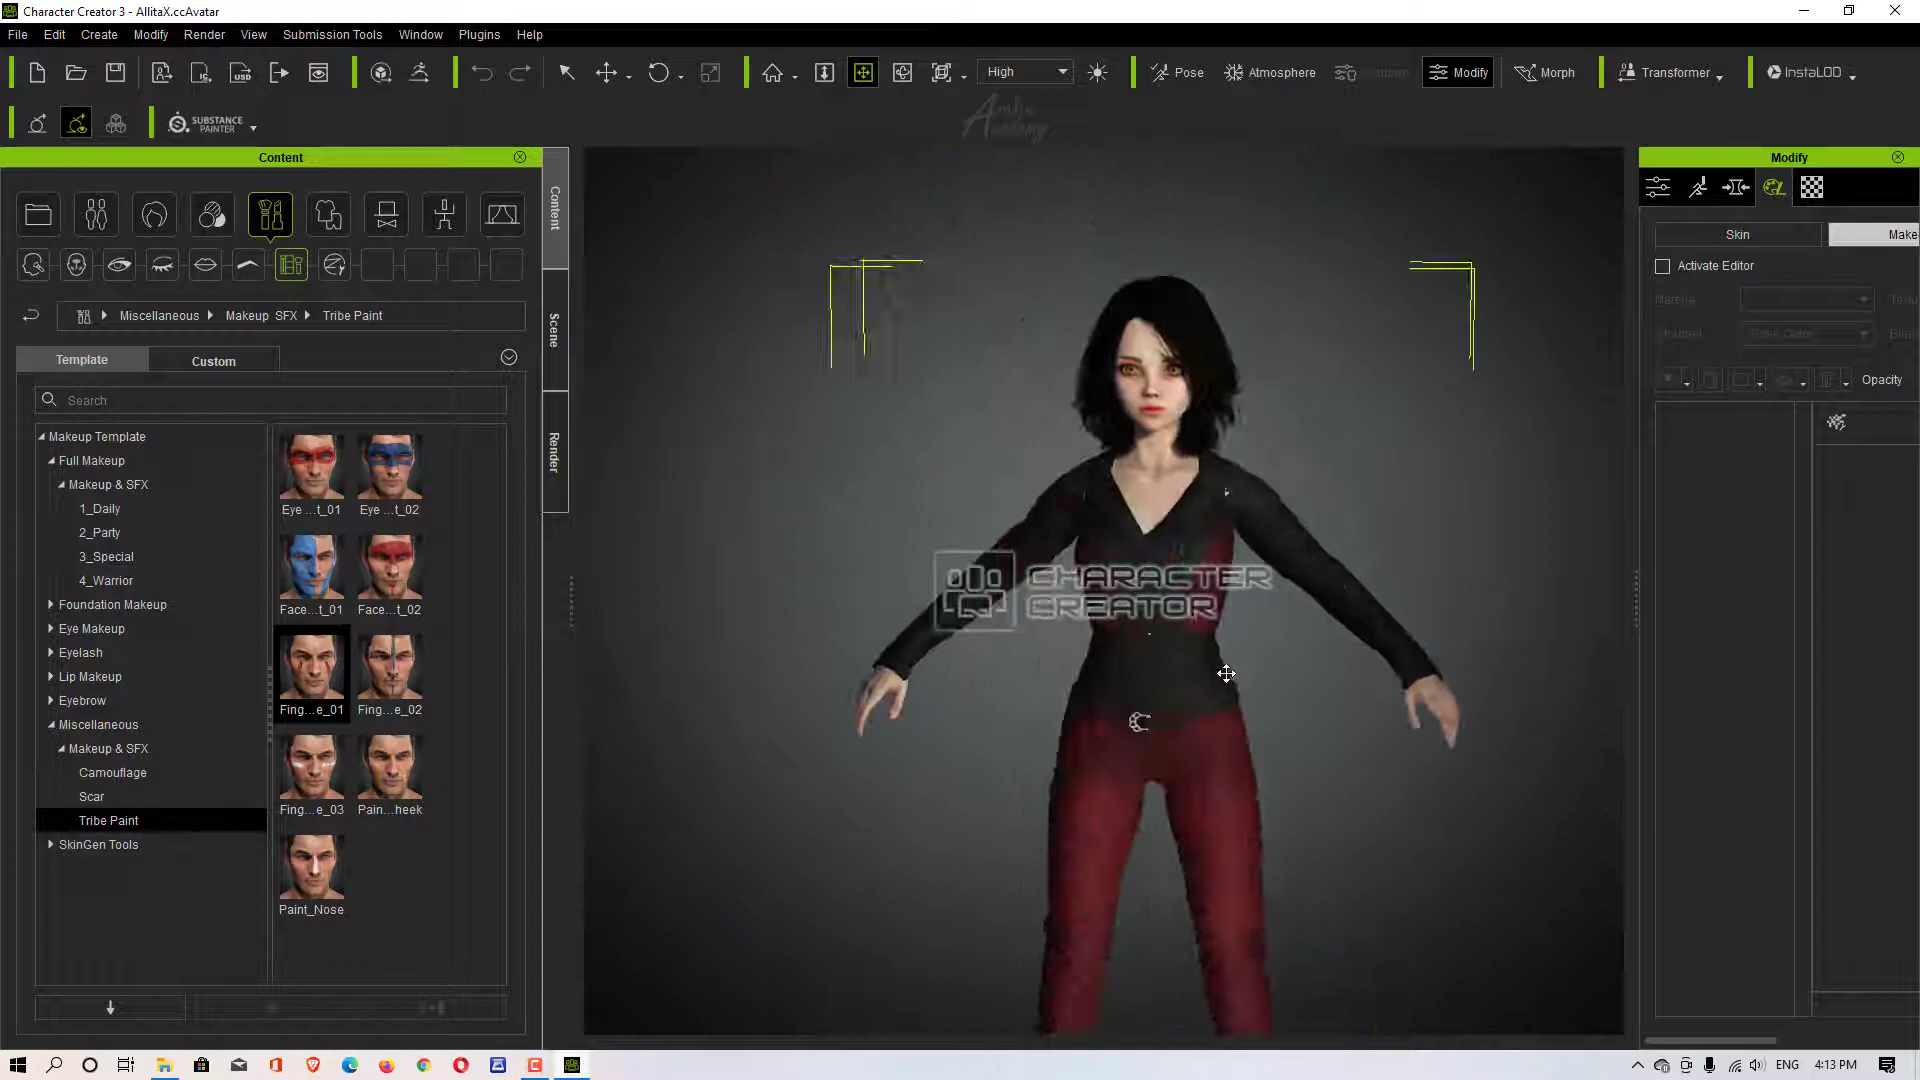 Character Creator 3 - AllitaX.ccAvatar
File Edit Create Modify Render View Submission Tools Window Plugins Help
High Pose Atmosphere Modify Morph Transformer InstaLOD
SUBSTANCE
PAINTER
Academy
Content Modify
Content
Scene
Render
Skin Make
Activate Editor
Miscellaneous Makeup SFX Tribe Paint
Template Custom
Opacity
Search
Makeup Template
Full Makeup
Makeup & SFX
1_Daily
2_Party
3_Special
4_Warrior
Foundation Makeup
Eye Makeup
Eyelash
Lip Makeup
Eyebrow
Miscellaneous
Makeup & SFX
Camouflage
Scar
Tribe Paint
SkinGen Tools
Eye ...t_01 Eye ...t_02
Face...t_01 Face...t_02
Fing...e_01 Fing...e_02
Fing...e_03 Pain...heek
Paint_Nose
CHARACTER
CREATOR
ENG 4:13 PM